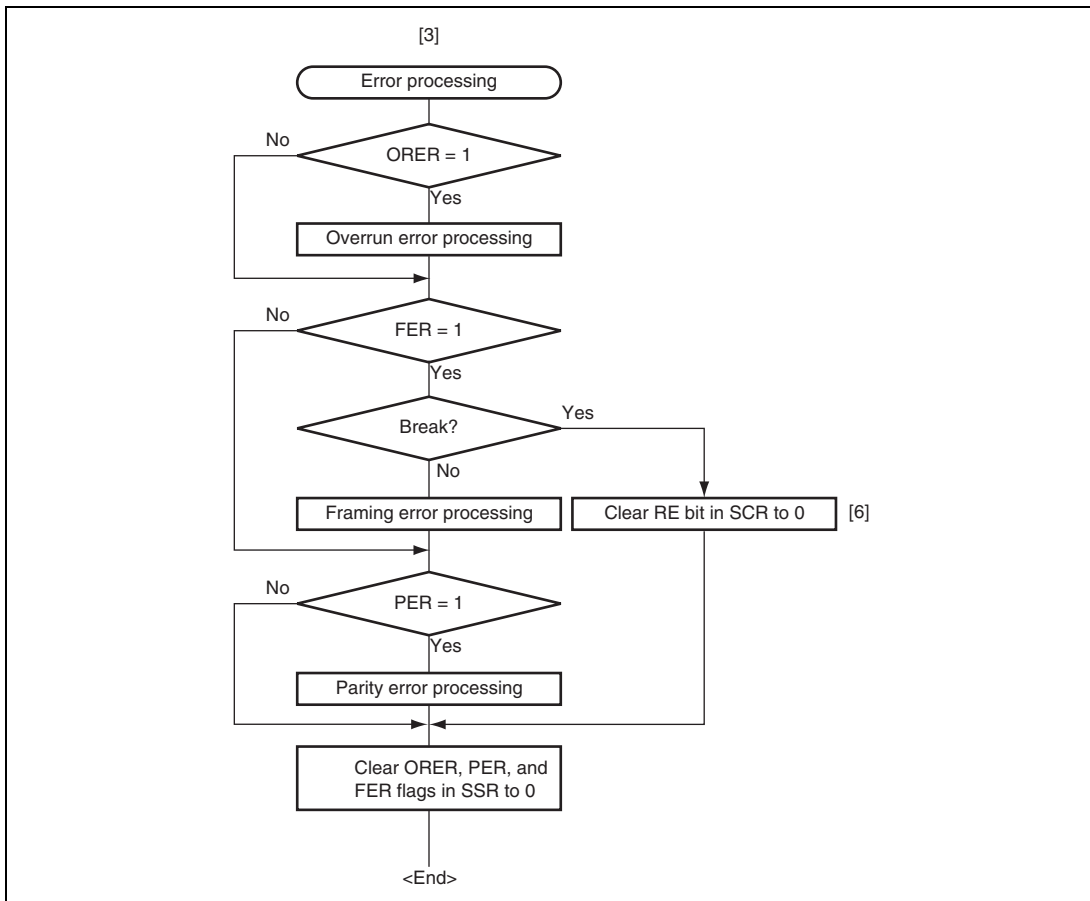 [3]
Error processing
No
ORER = 1
Yes
Overrun error processing
No
FER = 1
Yes
Break?
Yes
No
Framing error processing
Clear RE bit in SCR to 0
[6]
No
PER = 1
Yes
Parity error processing
Clear ORER, PER, and
FER flags in SSR to 0
<End>